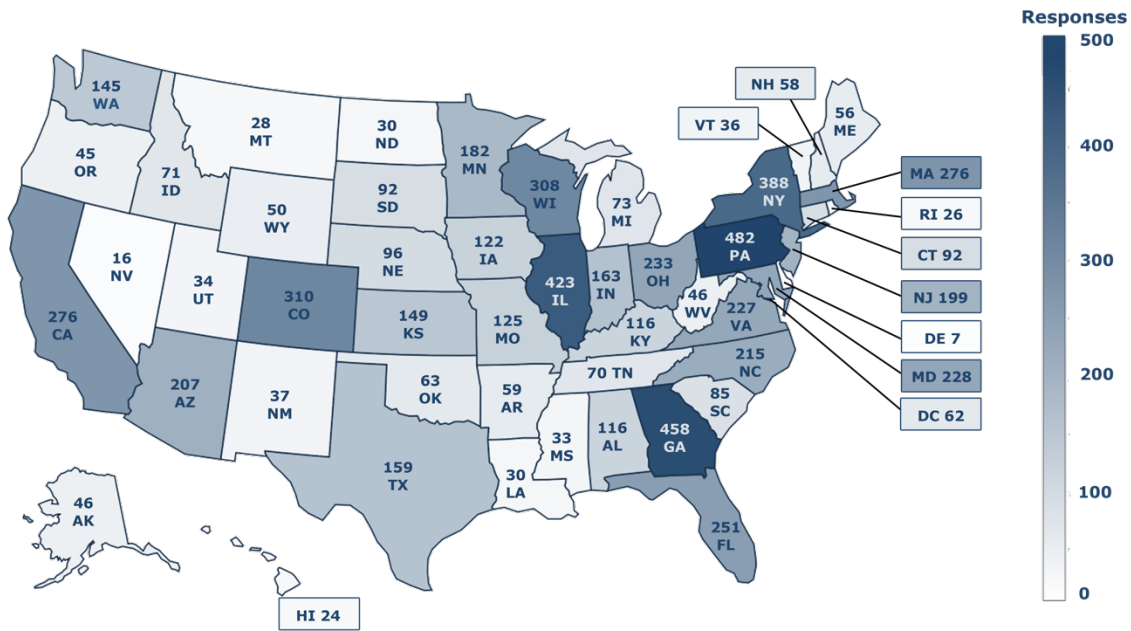 Responses
500
400
300
200
100
0
145
WA
45
OR
71
ID
28
MT
30
ND
182
MN
308
WI
73
MI
NH 58
VT 36
56
ME
388
NY
MA 276
RI 26
CT 92
NJ 199
DE 7
MD 228
DC 62
50
WY
92
SD
122
IA
96
NE
16
NV
34
UT
310
CO
276
CA
149
KS
125
MO
423
IL
163
IN
233
OH
482
PA
46
WV
227
VA
116
KY
215
NC
70 TN
85
SC
207
AZ
37
NM
63
OK
59
AR
33
MS
116
AL
458
GA
159
TX
30
LA
251
FL
46
AK
HI 24